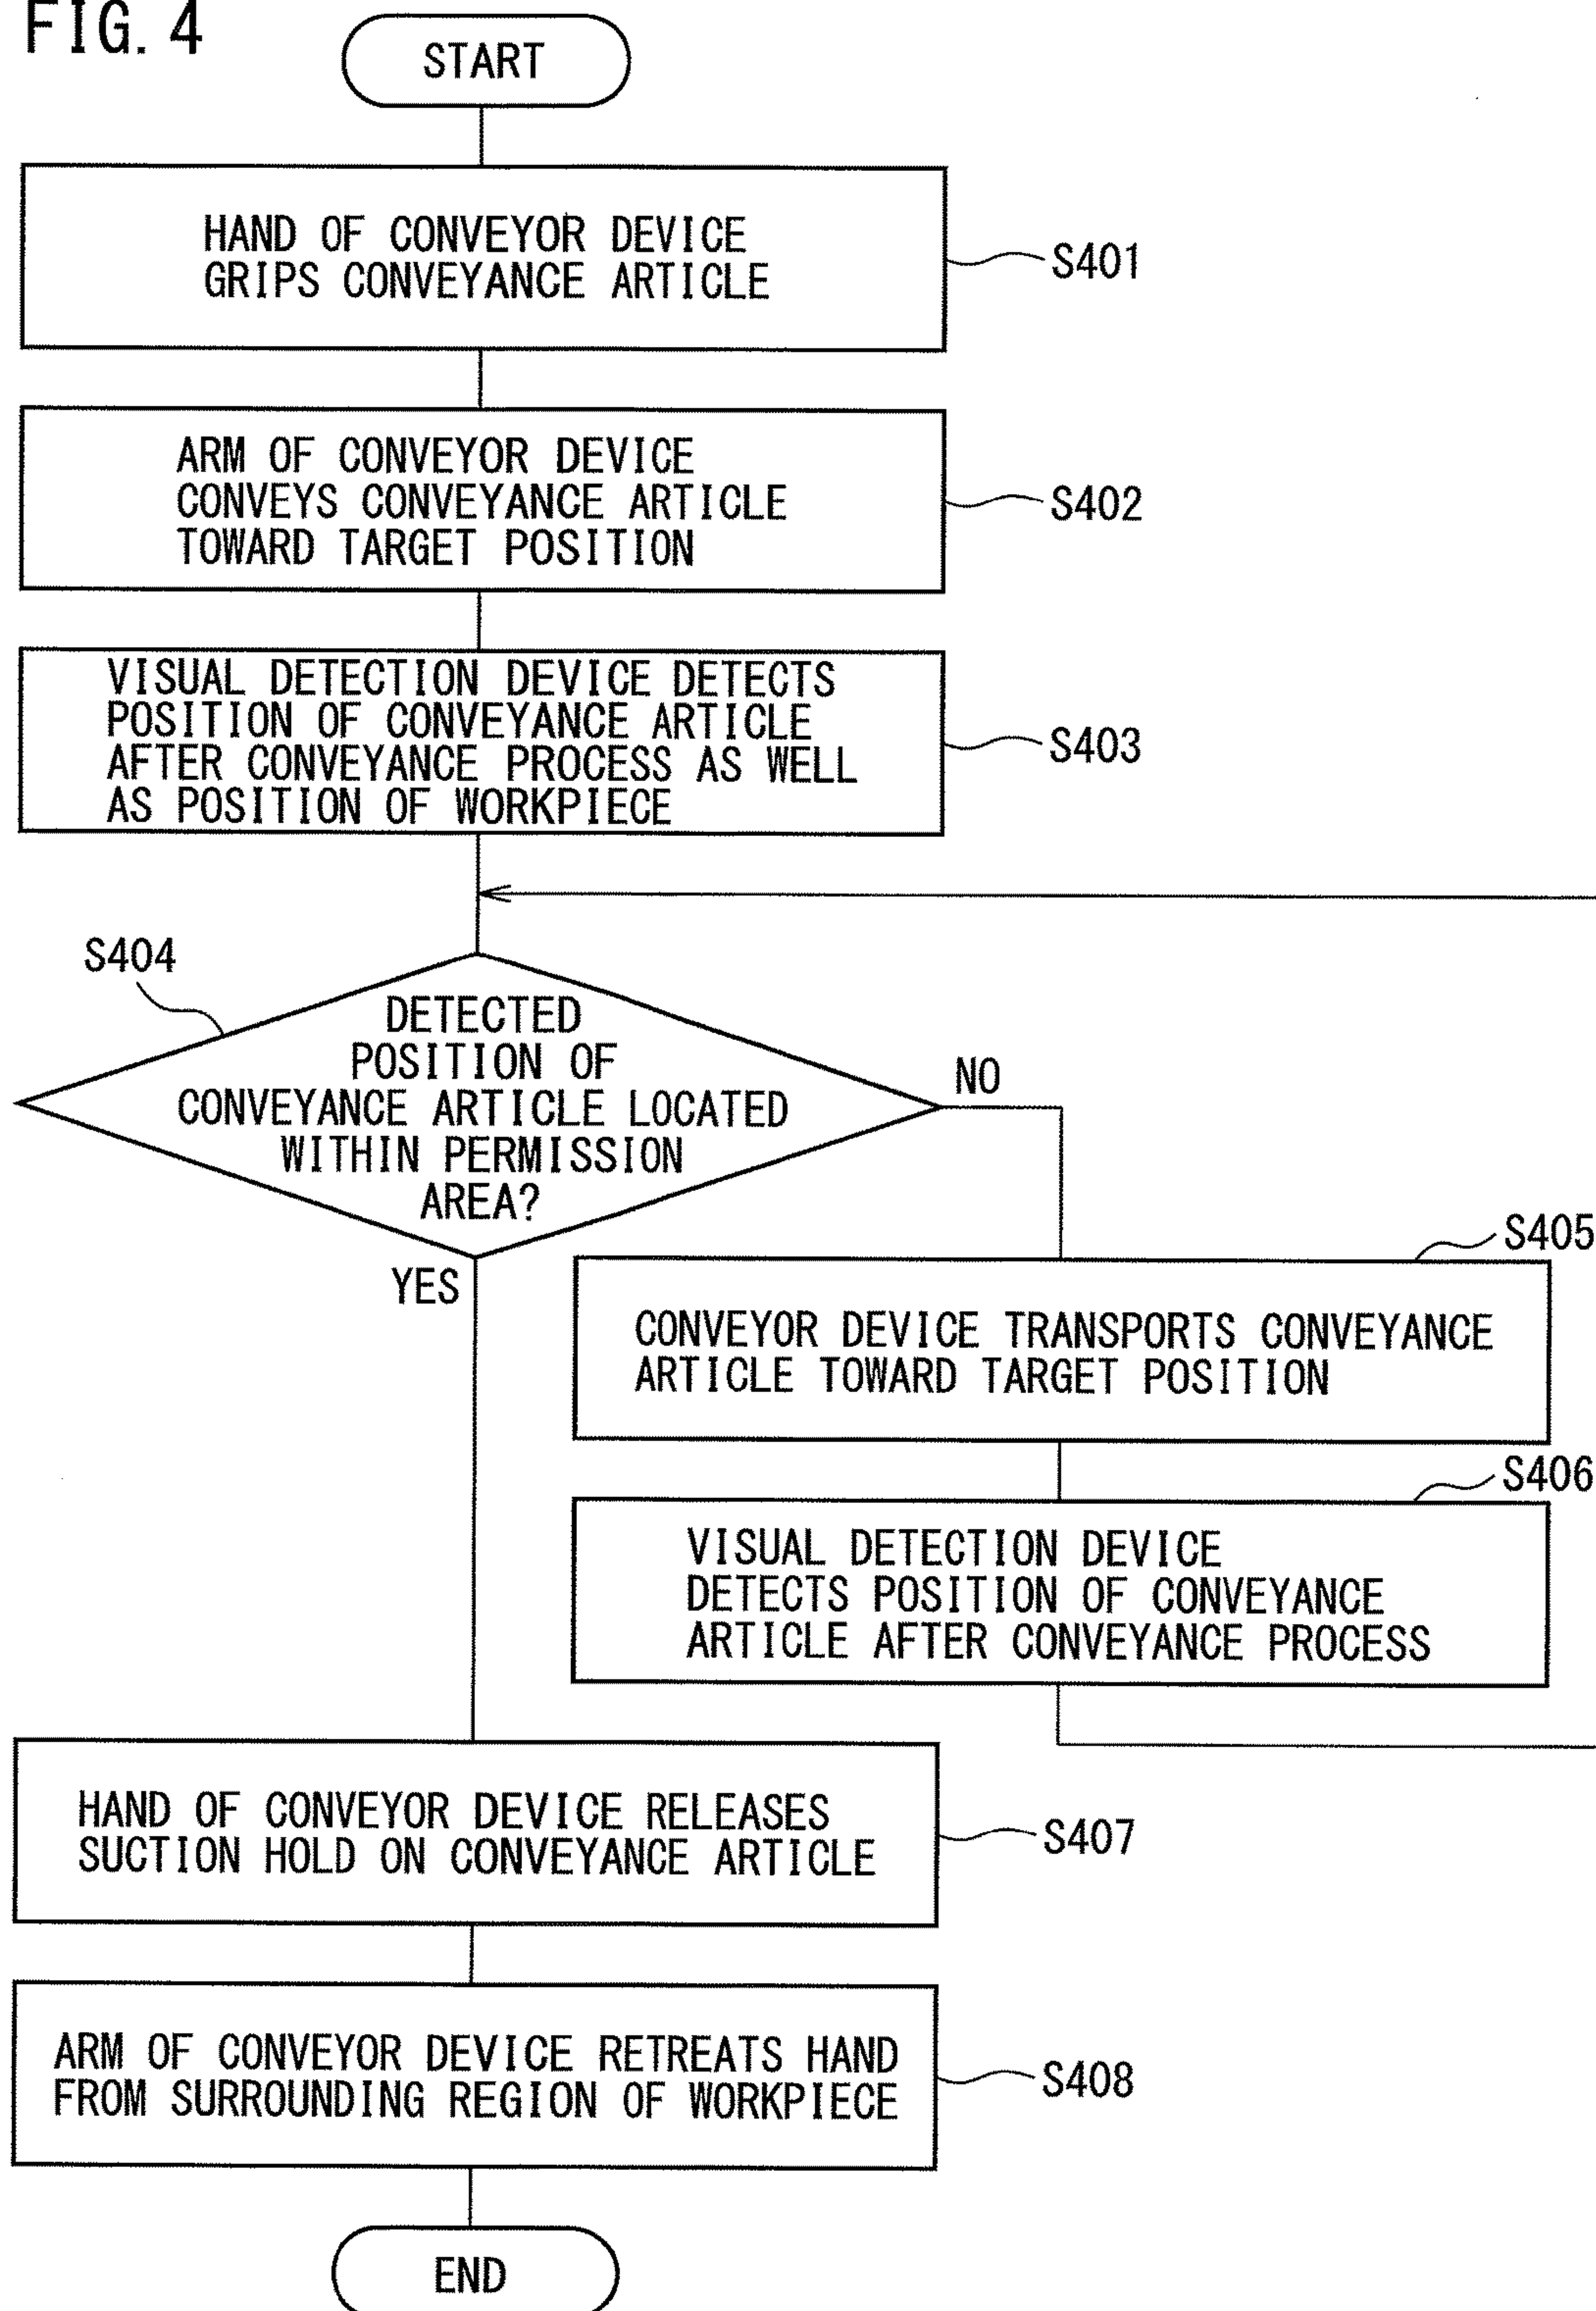 FIG. 4
START
HAND OF CONVEYOR DEVICE
GRIPS CONVEYANCE ARTICLE
S401
ARM OF CONVEYOR DEVICE
CONVEYS CONVEYANCE ARTICLE
TOWARD TARGET POSITION
S402
VISUAL DETECTION DEVICE DETECTS
POSITION OF CONVEYANCE ARTICLE
AFTER CONVEYANCE PROCESS AS WELL
AS POSITION OF WORKPIECE
S403
S404
DETECTED
POSITION OF
CONVEYANCE ARTICLE LOCATED
WITHIN PERMISSION
AREA?
NO
YES
S405
CONVEYOR DEVICE TRANSPORTS CONVEYANCE
ARTICLE TOWARD TARGET POSITION
S406
VISUAL DETECTION DEVICE
DETECTS POSITION OF CONVEYANCE
ARTICLE AFTER CONVEYANCE PROCESS
HAND OF CONVEYOR DEVICE RELEASES
SUCTION HOLD ON CONVEYANCE ARTICLE
S407
ARM OF CONVEYOR DEVICE RETREATS HAND
FROM SURROUNDING REGION OF WORKPIECE
S408
END